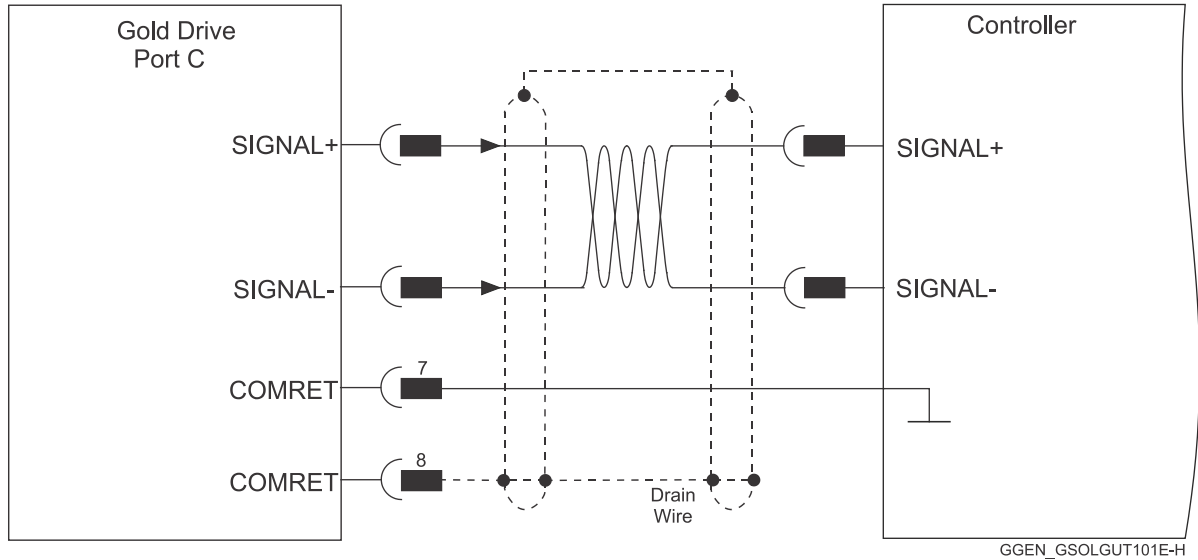 Gold Drive
Port C
Controller
SIGNAL+
SIGNAL+
SIGNAL-
SIGNAL-
COMRET
7
COMRET
8
Drain
Wire
GGEN_GSOLGUT101E-H